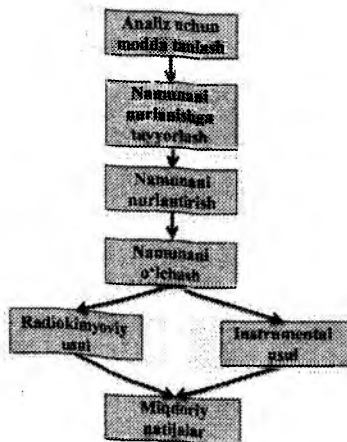 Analiz uchun
modda tanlash
Namunani
nurlanishga
tayyorlash
Namunani
nurlantirish
Namunani
o‘lchash
Radiokimyoviy
usul
Instrumental
usul
Miqdoriy
natijalar